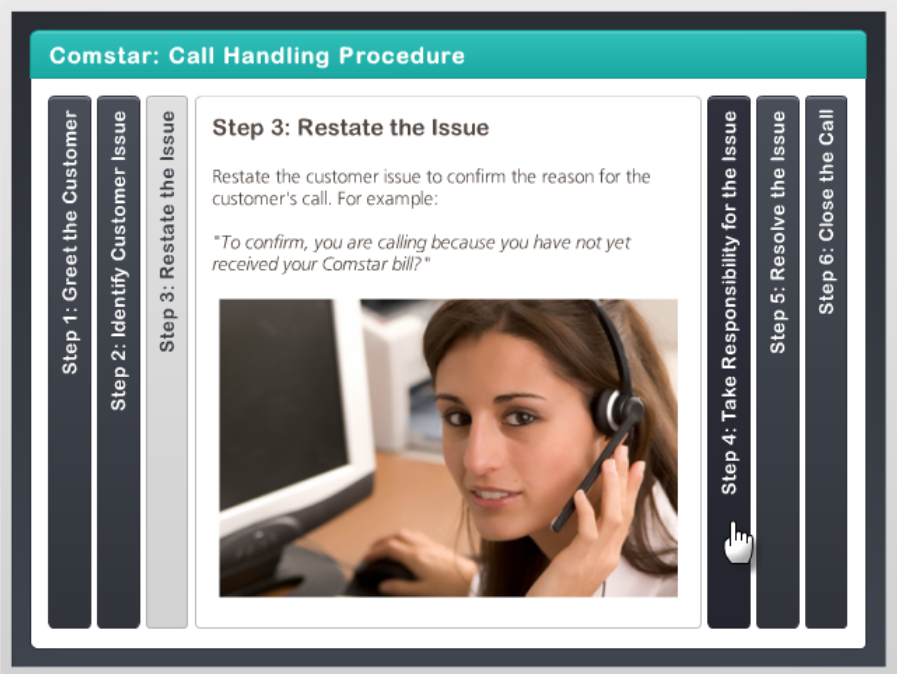 Comstar: Call Handling Procedure
Step 1: Greet the Customer
Step 2: Identify Customer Issue
Step 3: Restate the Issue
Step 3: Restate the Issue
Restate the customer issue to confirm the reason for the
customer's call. For example:
"To confirm, you are calling because you have not yet
received your Comstar bill?"
Step 4: Take Responsibility for the Issue
Step 5: Resolve the Issue
Step 6: Close the Call